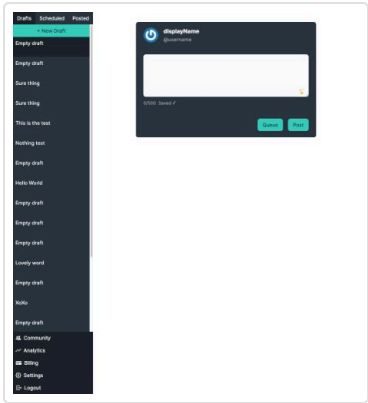 Drafts Scheduled Posted
+ New Draft
Empty draft
Empty draft
Sure thing
Sure thing
This is the test
Nothing test
Empty draft
Hello World
Empty draft
Empty draft
Empty draft
Lovely word
Empty draft
XoXo
Empty draft
Community
Analytics
Billing
Settings
Logout
displayName
@username
0/500 Saved ✓
Queue Post